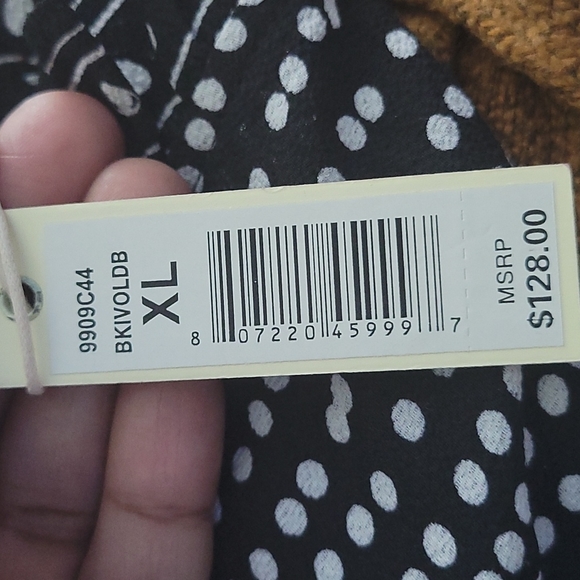 9909C44
BKIVOLDB
XL
8 07220 45999 7
MSRP
$128.00